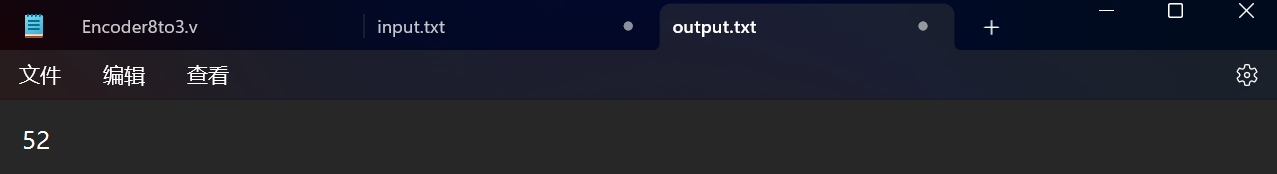 Encoder8to3.v input.txt output.txt
文件 编辑 查看
52